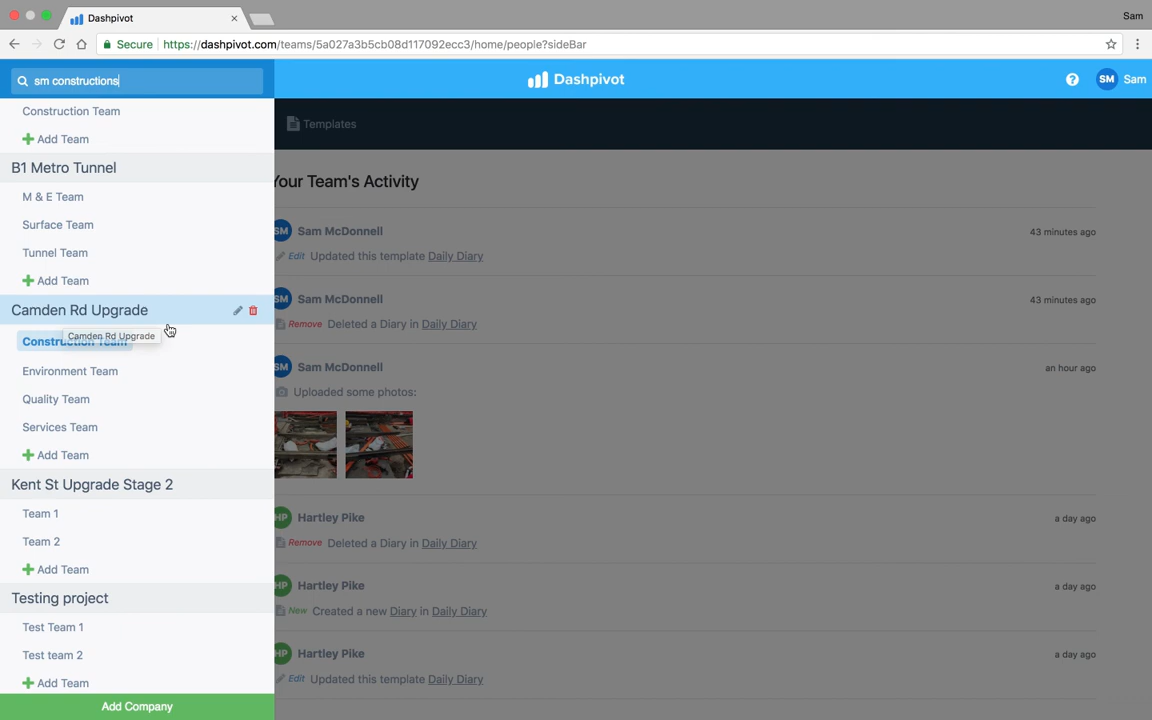 Dashpivot
Sam
Secure
https://dashpivot.com/teams/5a027a3b5cb08d117092ecc3/home/people?sideBar
sm constructions
Dashpivot
?
SM
Sam
Construction Team
Add Team
B1 Metro Tunnel
M & E Team
Surface Team
Tunnel Team
Add Team
Camden Rd Upgrade
Camden Rd Upgrade
Construction Team
Environment Team
Quality Team
Services Team
Add Team
Kent St Upgrade Stage 2
Team 1
Team 2
Add Team
Testing project
Test Team 1
Test team 2
Add Team
Add Company
Templates
Your Team's Activity
SM Sam McDonnell 43 minutes ago
Edit Updated this template Daily Diary
SM Sam McDonnell 43 minutes ago
Remove Deleted a Diary in Daily Diary
SM Sam McDonnell an hour ago
Uploaded some photos:
HP Hartley Pike a day ago
Remove Deleted a Diary in Daily Diary
HP Hartley Pike a day ago
New Created a new Diary in Daily Diary
HP Hartley Pike a day ago
Edit Updated this template Daily Diary